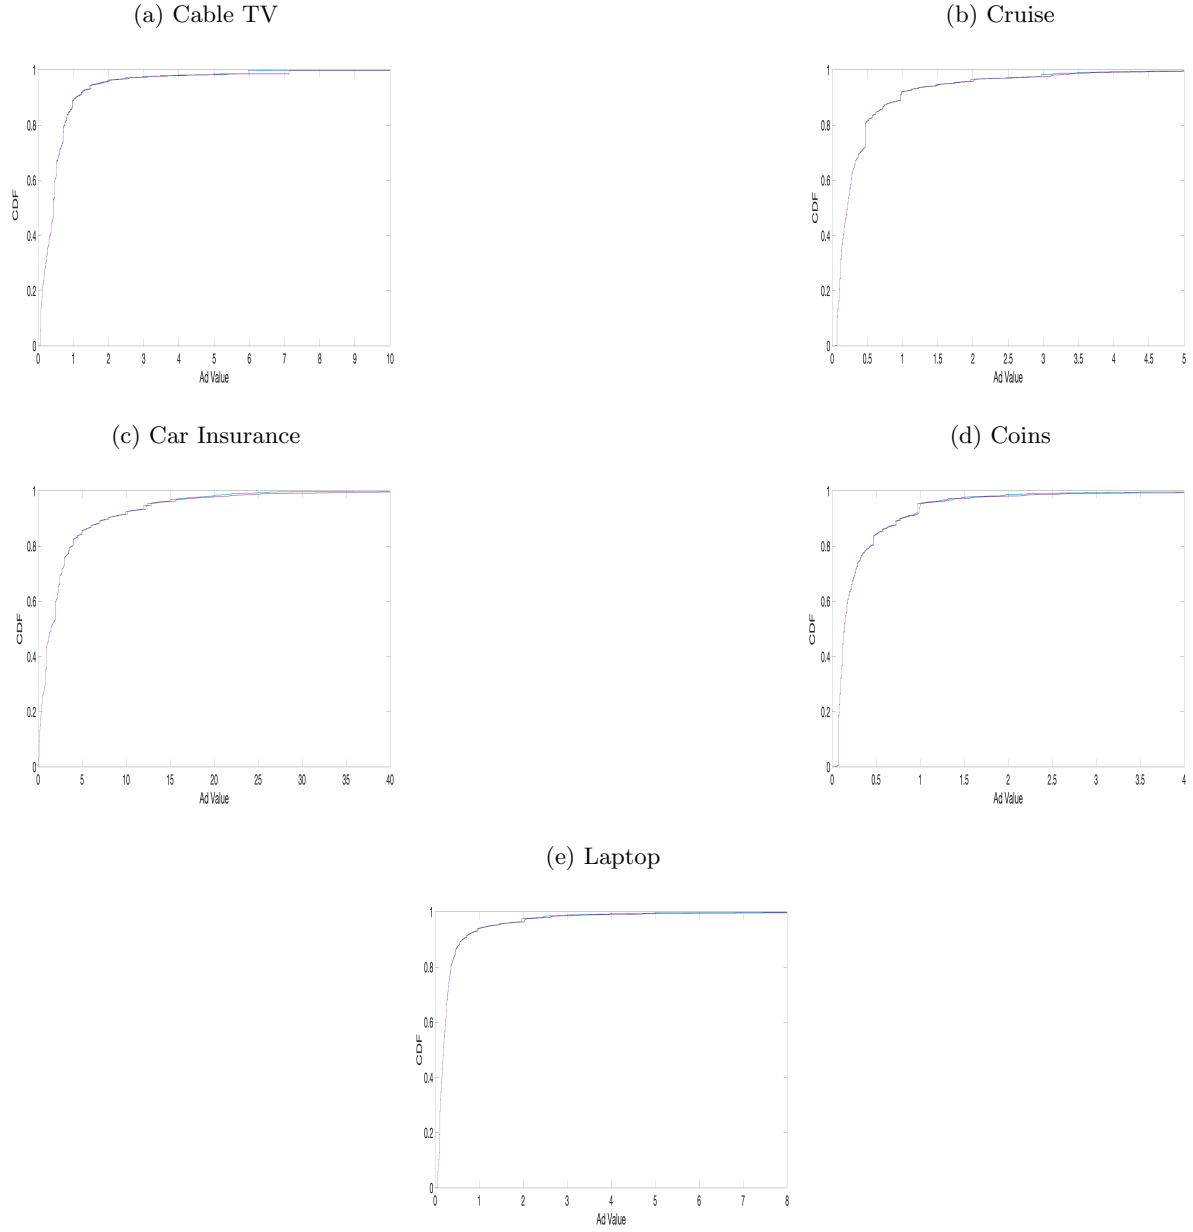 (a) Cable TV
(b) Cruise
1
0.8
0.6
0.4
0.2
0
CDF
0 1 2 3 4 5 6 7 8 9 10
Ad Value
1
0.8
0.6
0.4
0.2
0
CDF
0 0.5 1 1.5 2 2.5 3 3.5 4 4.5 5
Ad Value
(c) Car Insurance
(d) Coins
1
0.8
0.6
0.4
0.2
0
CDF
0 5 10 15 20 25 30 35 40
Ad Value
1
0.8
0.6
0.4
0.2
0
CDF
0 0.5 1 1.5 2 2.5 3 3.5 4
Ad Value
(e) Laptop
1
0.8
0.6
0.4
0.2
0
CDF
0 1 2 3 4 5 6 7 8
Ad Value